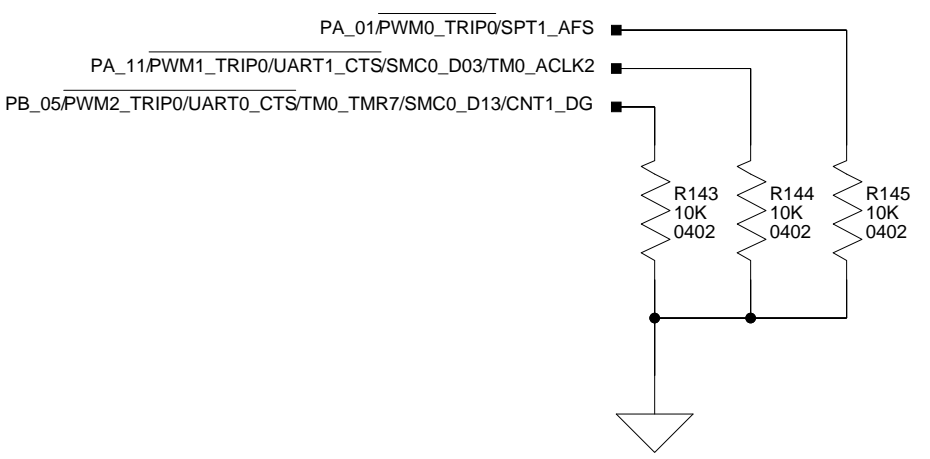 PA_01/PWM0_TRIP0/SPT1_AFS
PA_11/PWM1_TRIP0/UART1_CTS/SMC0_D03/TM0_ACLK2
PB_05/PWM2_TRIP0/UART0_CTS/TM0_TMR7/SMC0_D13/CNT1_DG
R143
10K
0402
R144
10K
0402
R145
10K
0402